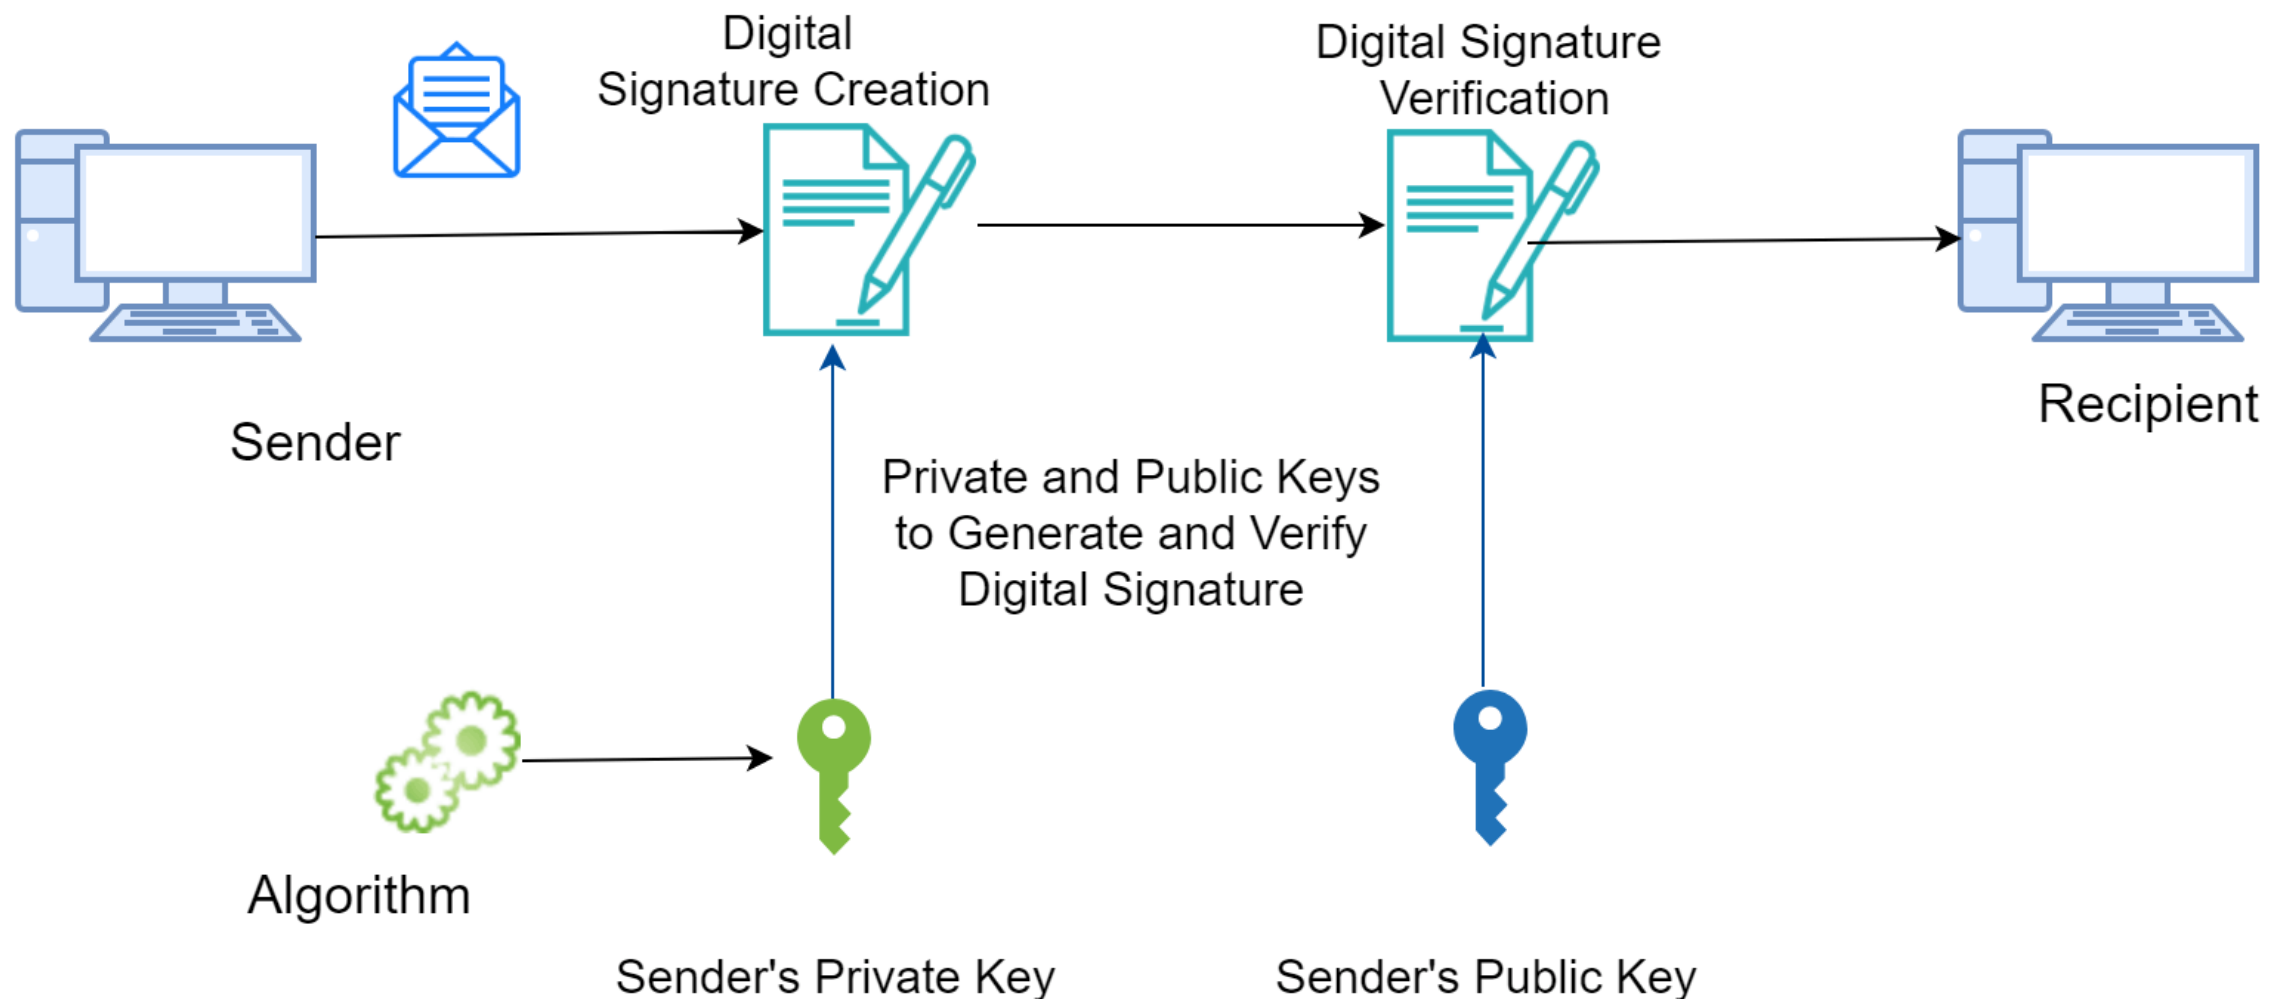 Digital
Signature Creation
Digital Signature
Verification
Sender
Recipient
Private and Public Keys
to Generate and Verify
Digital Signature
Algorithm
Sender's Private Key
Sender's Public Key